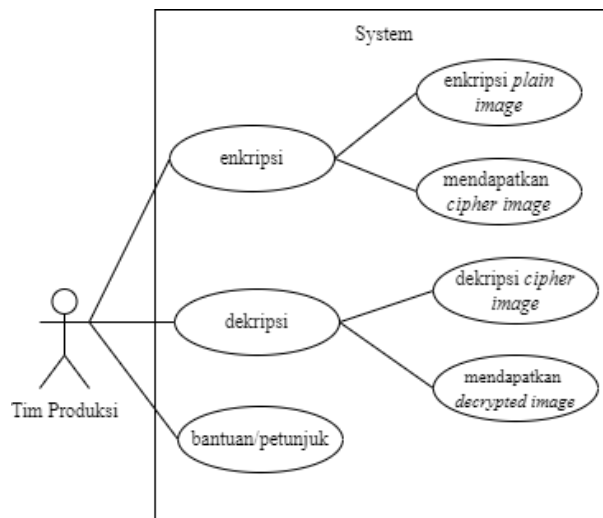 System
enkripsi plain
image
enkripsi
mendapatkan
cipher image
dekripsi cipher
image
dekripsi
mendapatkan
decrypted image
Tim Produksi
bantuan/petunjuk